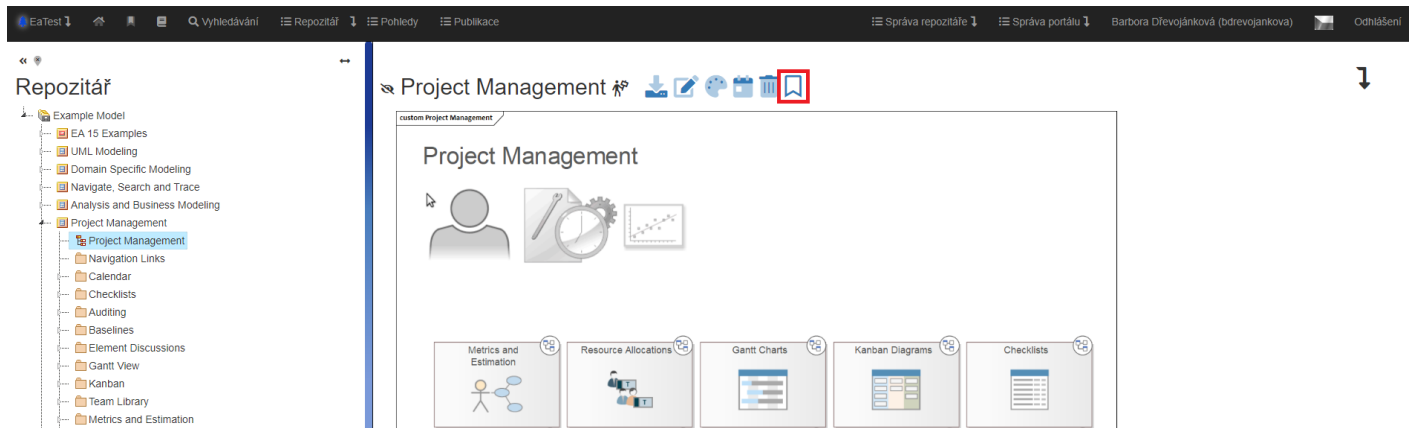 EaTest Vyhledávání Repozitář Pohledy Publikace Správa repozitáře Správa portálu Barbora Dřevojánková (bdrevojankova) Odhlášení
Repozitář
Example Model
EA 15 Examples
UML Modeling
Domain Specific Modeling
Navigate, Search and Trace
Analysis and Business Modeling
Project Management
Project Management
Navigation Links
Calendar
Checklists
Auditing
Baselines
Element Discussions
Gantt View
Kanban
Team Library
Metrics and Estimation
Project Management
custom Project Management
Project Management
Metrics and
Estimation
Resource Allocations
T
T
Gantt Charts
Kanban Diagrams
Checklists